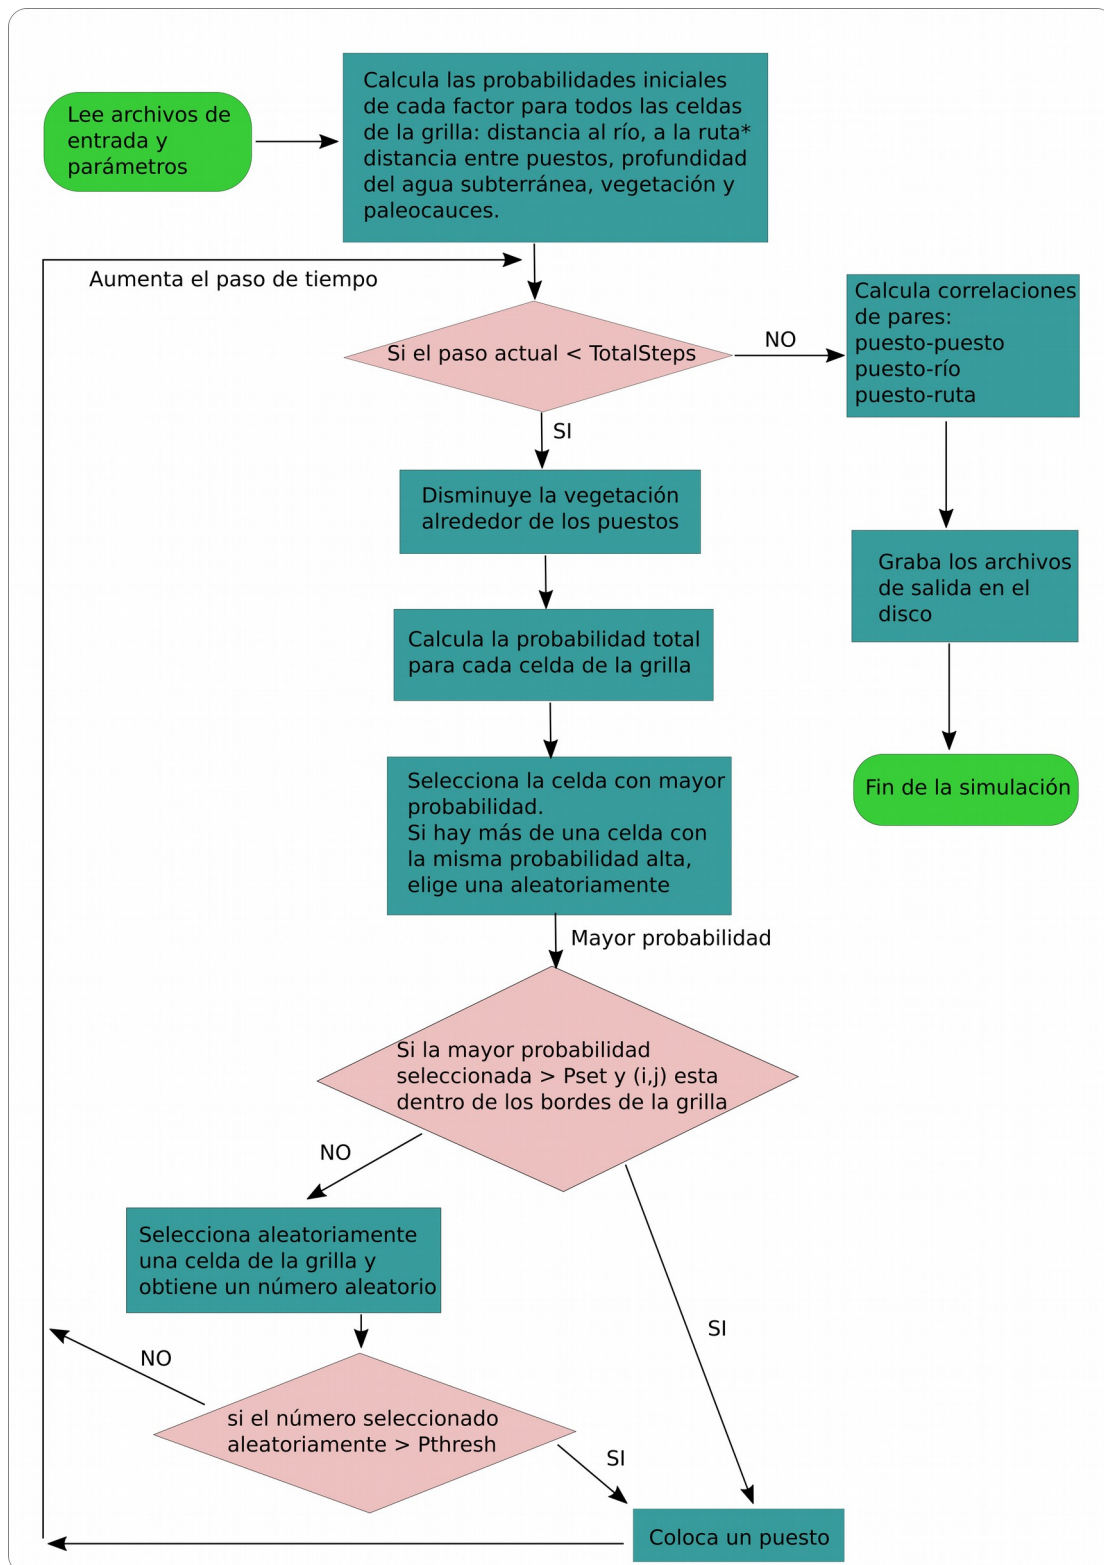 Lee archivos de
entrada y
parámetros
Calcula las probabilidades iniciales
de cada factor para todos las celdas
de la grilla: distancia al río, a la ruta*
distancia entre puestos, profundidad
del agua subterránea, vegetación y
paleocauces.
Aumenta el paso de tiempo
Si el paso actual < TotalSteps
NO
Calcula correlaciones
de pares:
puesto-puesto
puesto-río
puesto-ruta
SI
Disminuye la vegetación
alrededor de los puestos
Graba los archivos
de salida en el
disco
Calcula la probabilidad total
para cada celda de la grilla
Selecciona la celda con mayor
probabilidad.
Si hay más de una celda con
la misma probabilidad alta,
elige una aleatoriamente
Fin de la simulación
Mayor probabilidad
Si la mayor probabilidad
seleccionada > Pset y (i,j) esta
dentro de los bordes de la grilla
NO
Selecciona aleatoriamente
una celda de la grilla y
obtiene un número aleatorio
SI
NO
si el número seleccionado
aleatoriamente > Pthresh
SI
Coloca un puesto